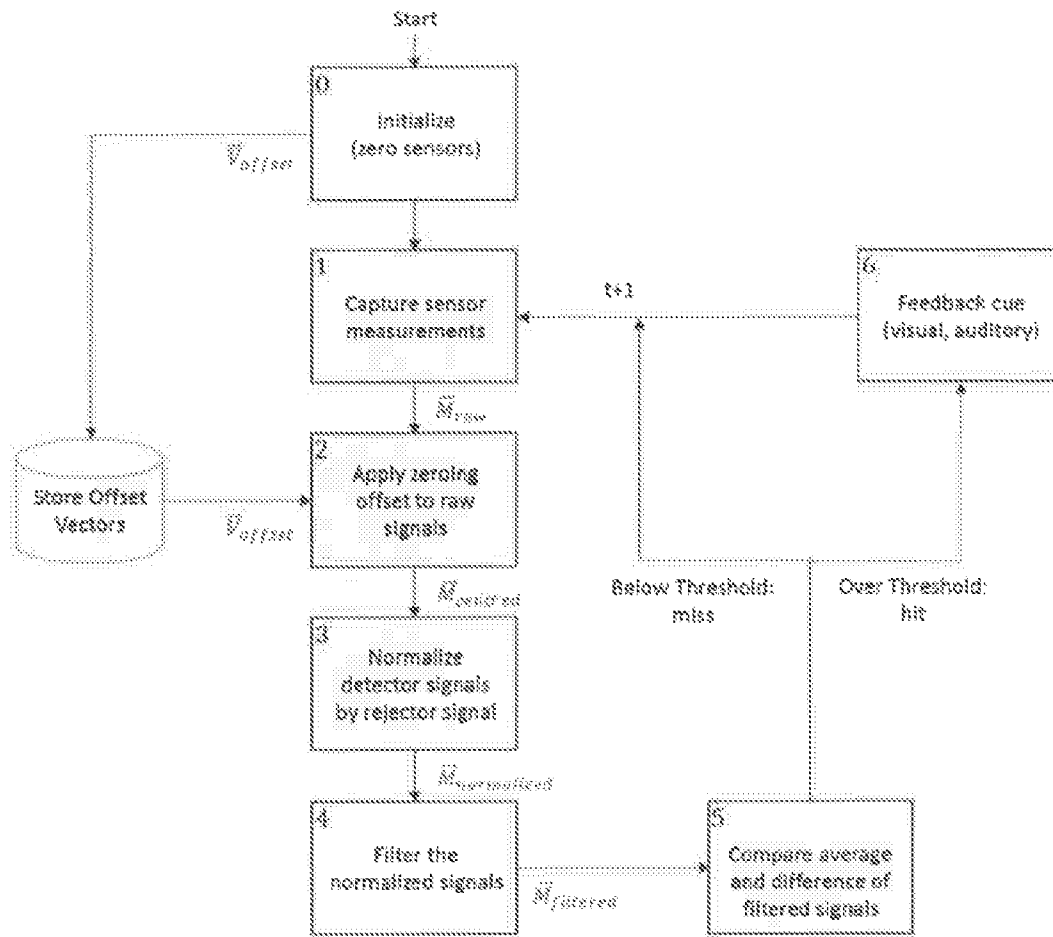 Start
0
Initialize
(zero sensors)
V⃗offset
1
Capture sensor
measurements
t+1
6
Feedback cue
(visual, auditory)
M⃗raw
Store Offset
Vectors
V⃗offset
2
Apply zeroing
offset to raw
signals
Below Threshold:
miss
Over Threshold:
hit
3
Normalize
detector signals
by rejector signal
M⃗normalized
4
Filter the
normalized signals
M⃗filtered
5
Compare average
and difference of
filtered signals